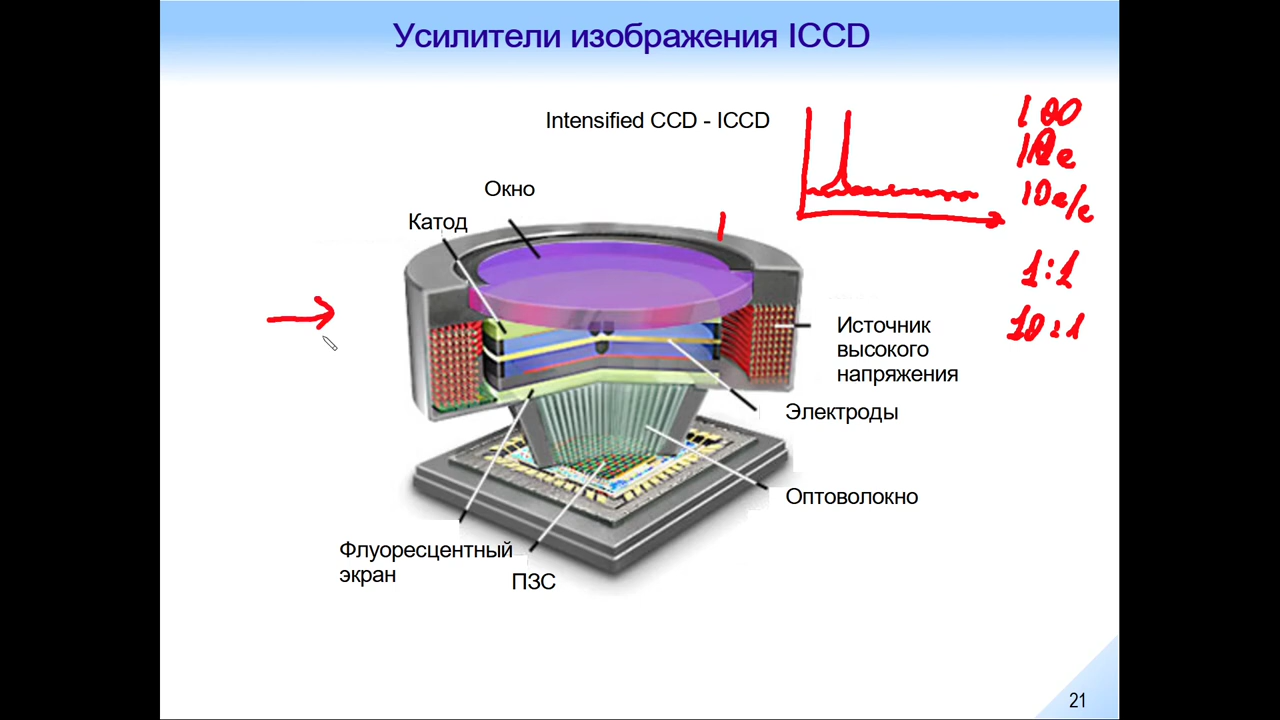 Усилители изображения ICCD
Intensified CCD - ICCD
100
10e/c
1:1
10:1
Окно
Катод
Источник
высокого
напряжения
Электроды
Оптоволокно
Флуоресцентный
экран
ПЗС
21